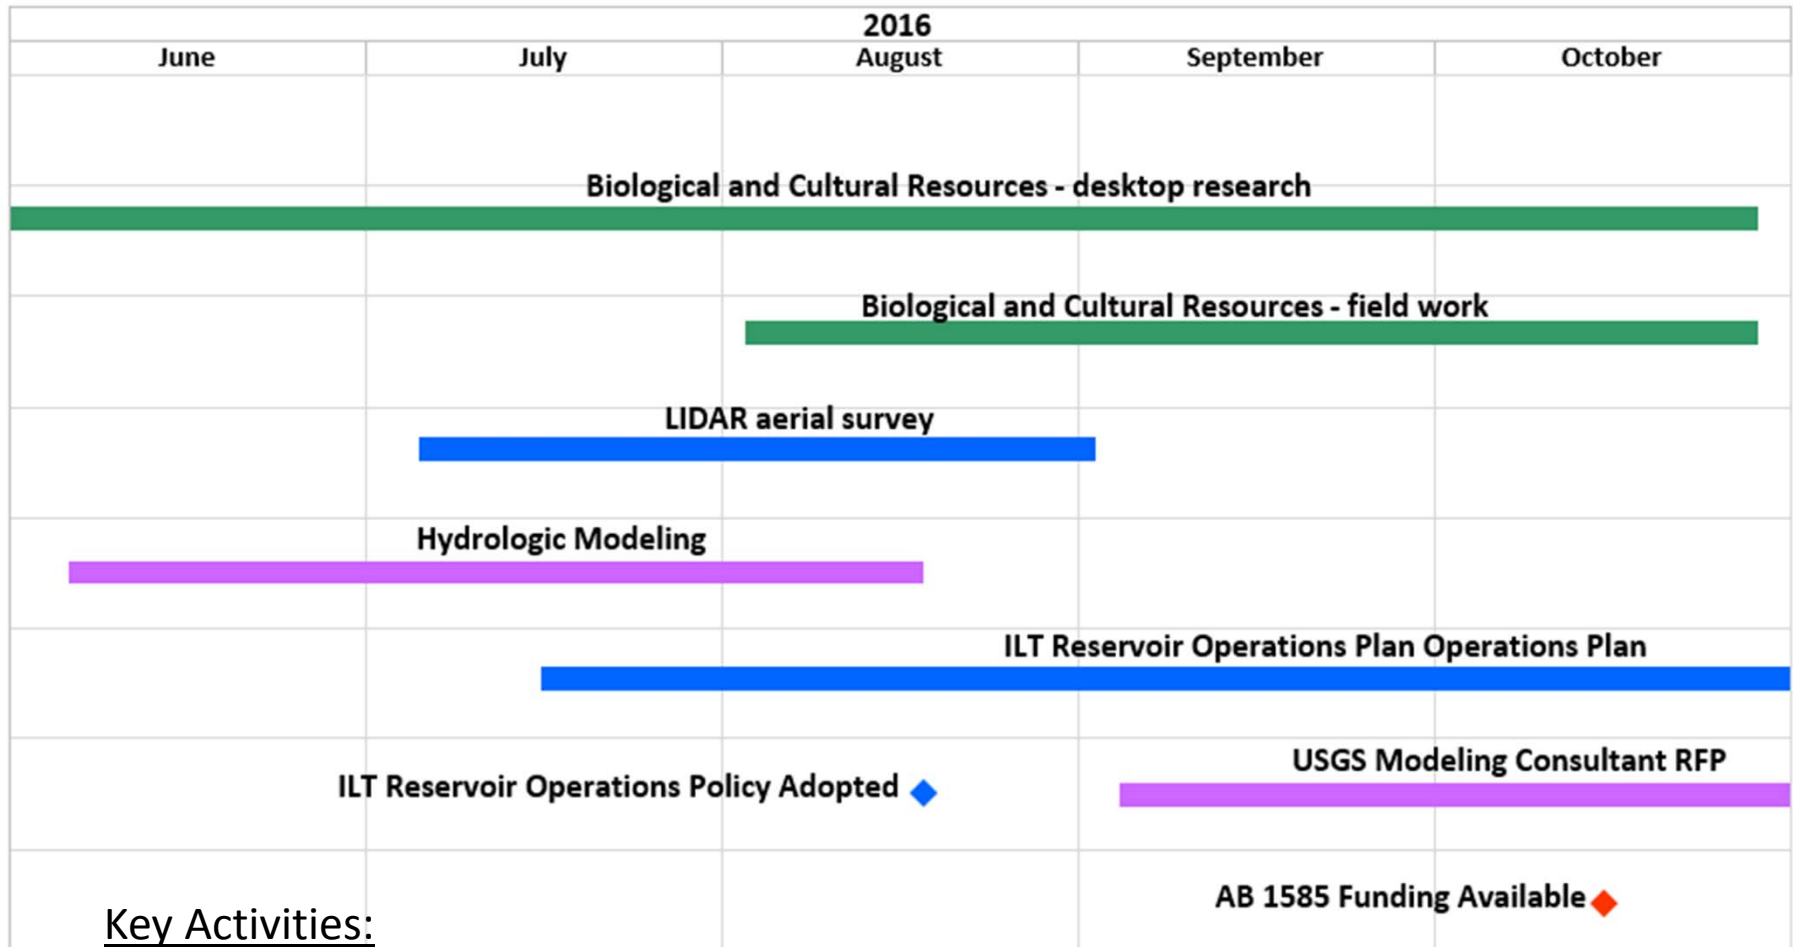 2016
June July August September October
Biological and Cultural Resources - desktop research
Biological and Cultural Resources - field work
LIDAR aerial survey
Hydrologic Modeling
ILT Reservoir Operations Plan Operations Plan
USGS Modeling Consultant RFP
ILT Reservoir Operations Policy Adopted
AB 1585 Funding Available
Key Activities: